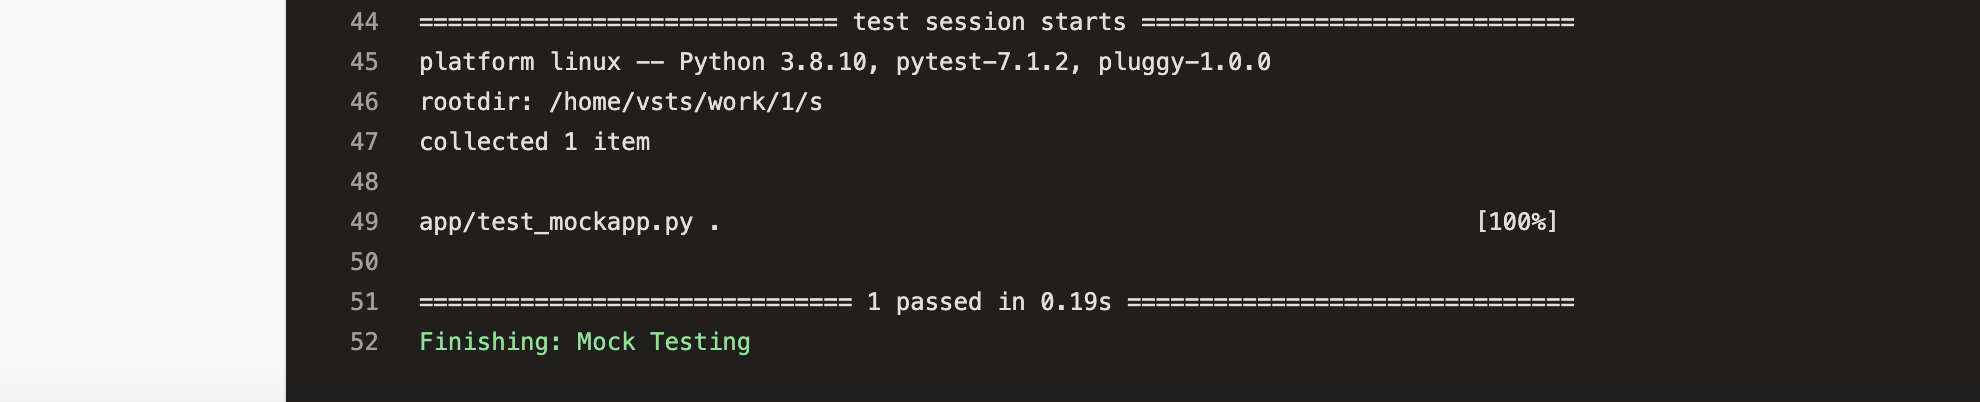 44 ============================= test session starts ==============================
45 platform linux -- Python 3.8.10, pytest-7.1.2, pluggy-1.0.0
46 rootdir: /home/vsts/work/1/s
47 collected 1 item
48
49 app/test_mockapp.py . [100%]
50
51 ============================== 1 passed in 0.19s ===============================
52 Finishing: Mock Testing